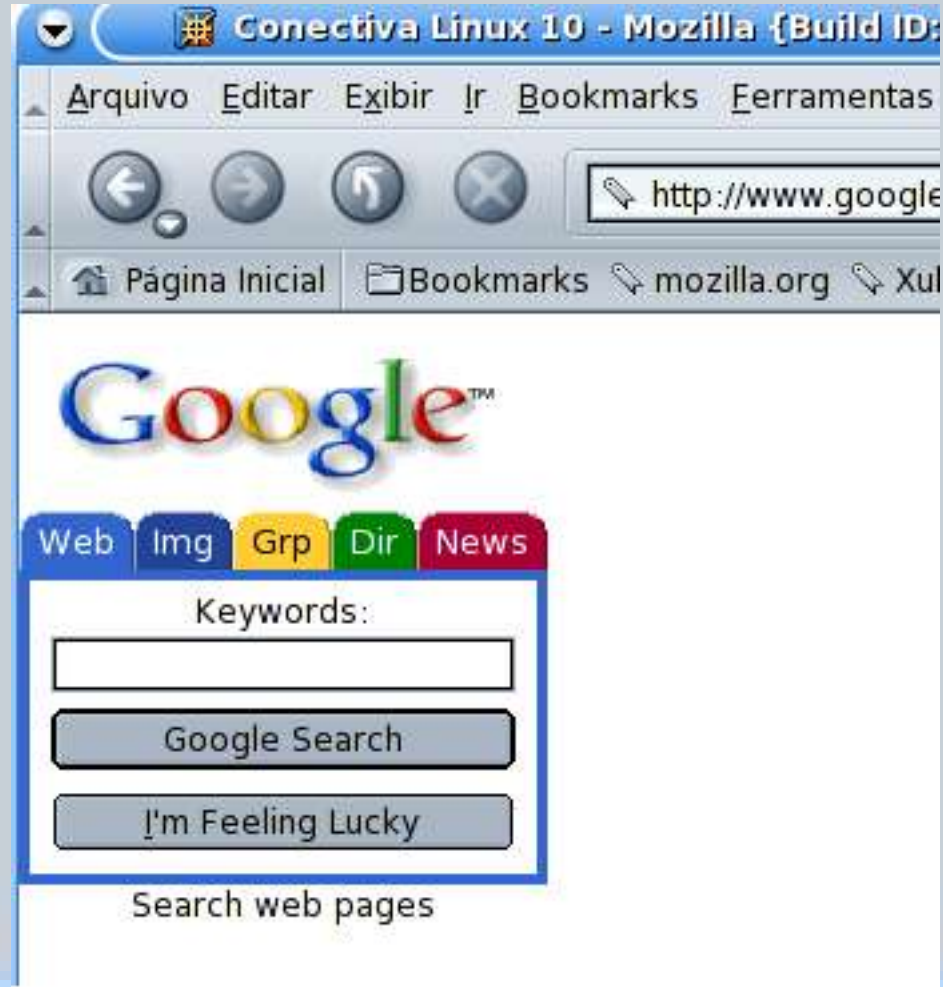 Conectiva Linux 10 - Mozilla {Build ID:
Arquivo Editar Exibir Ir Bookmarks Ferramentas
http://www.google
Página Inicial Bookmarks mozilla.org Xul
Google™
Web Img Grp Dir News
Keywords:
Google Search
I'm Feeling Lucky
Search web pages